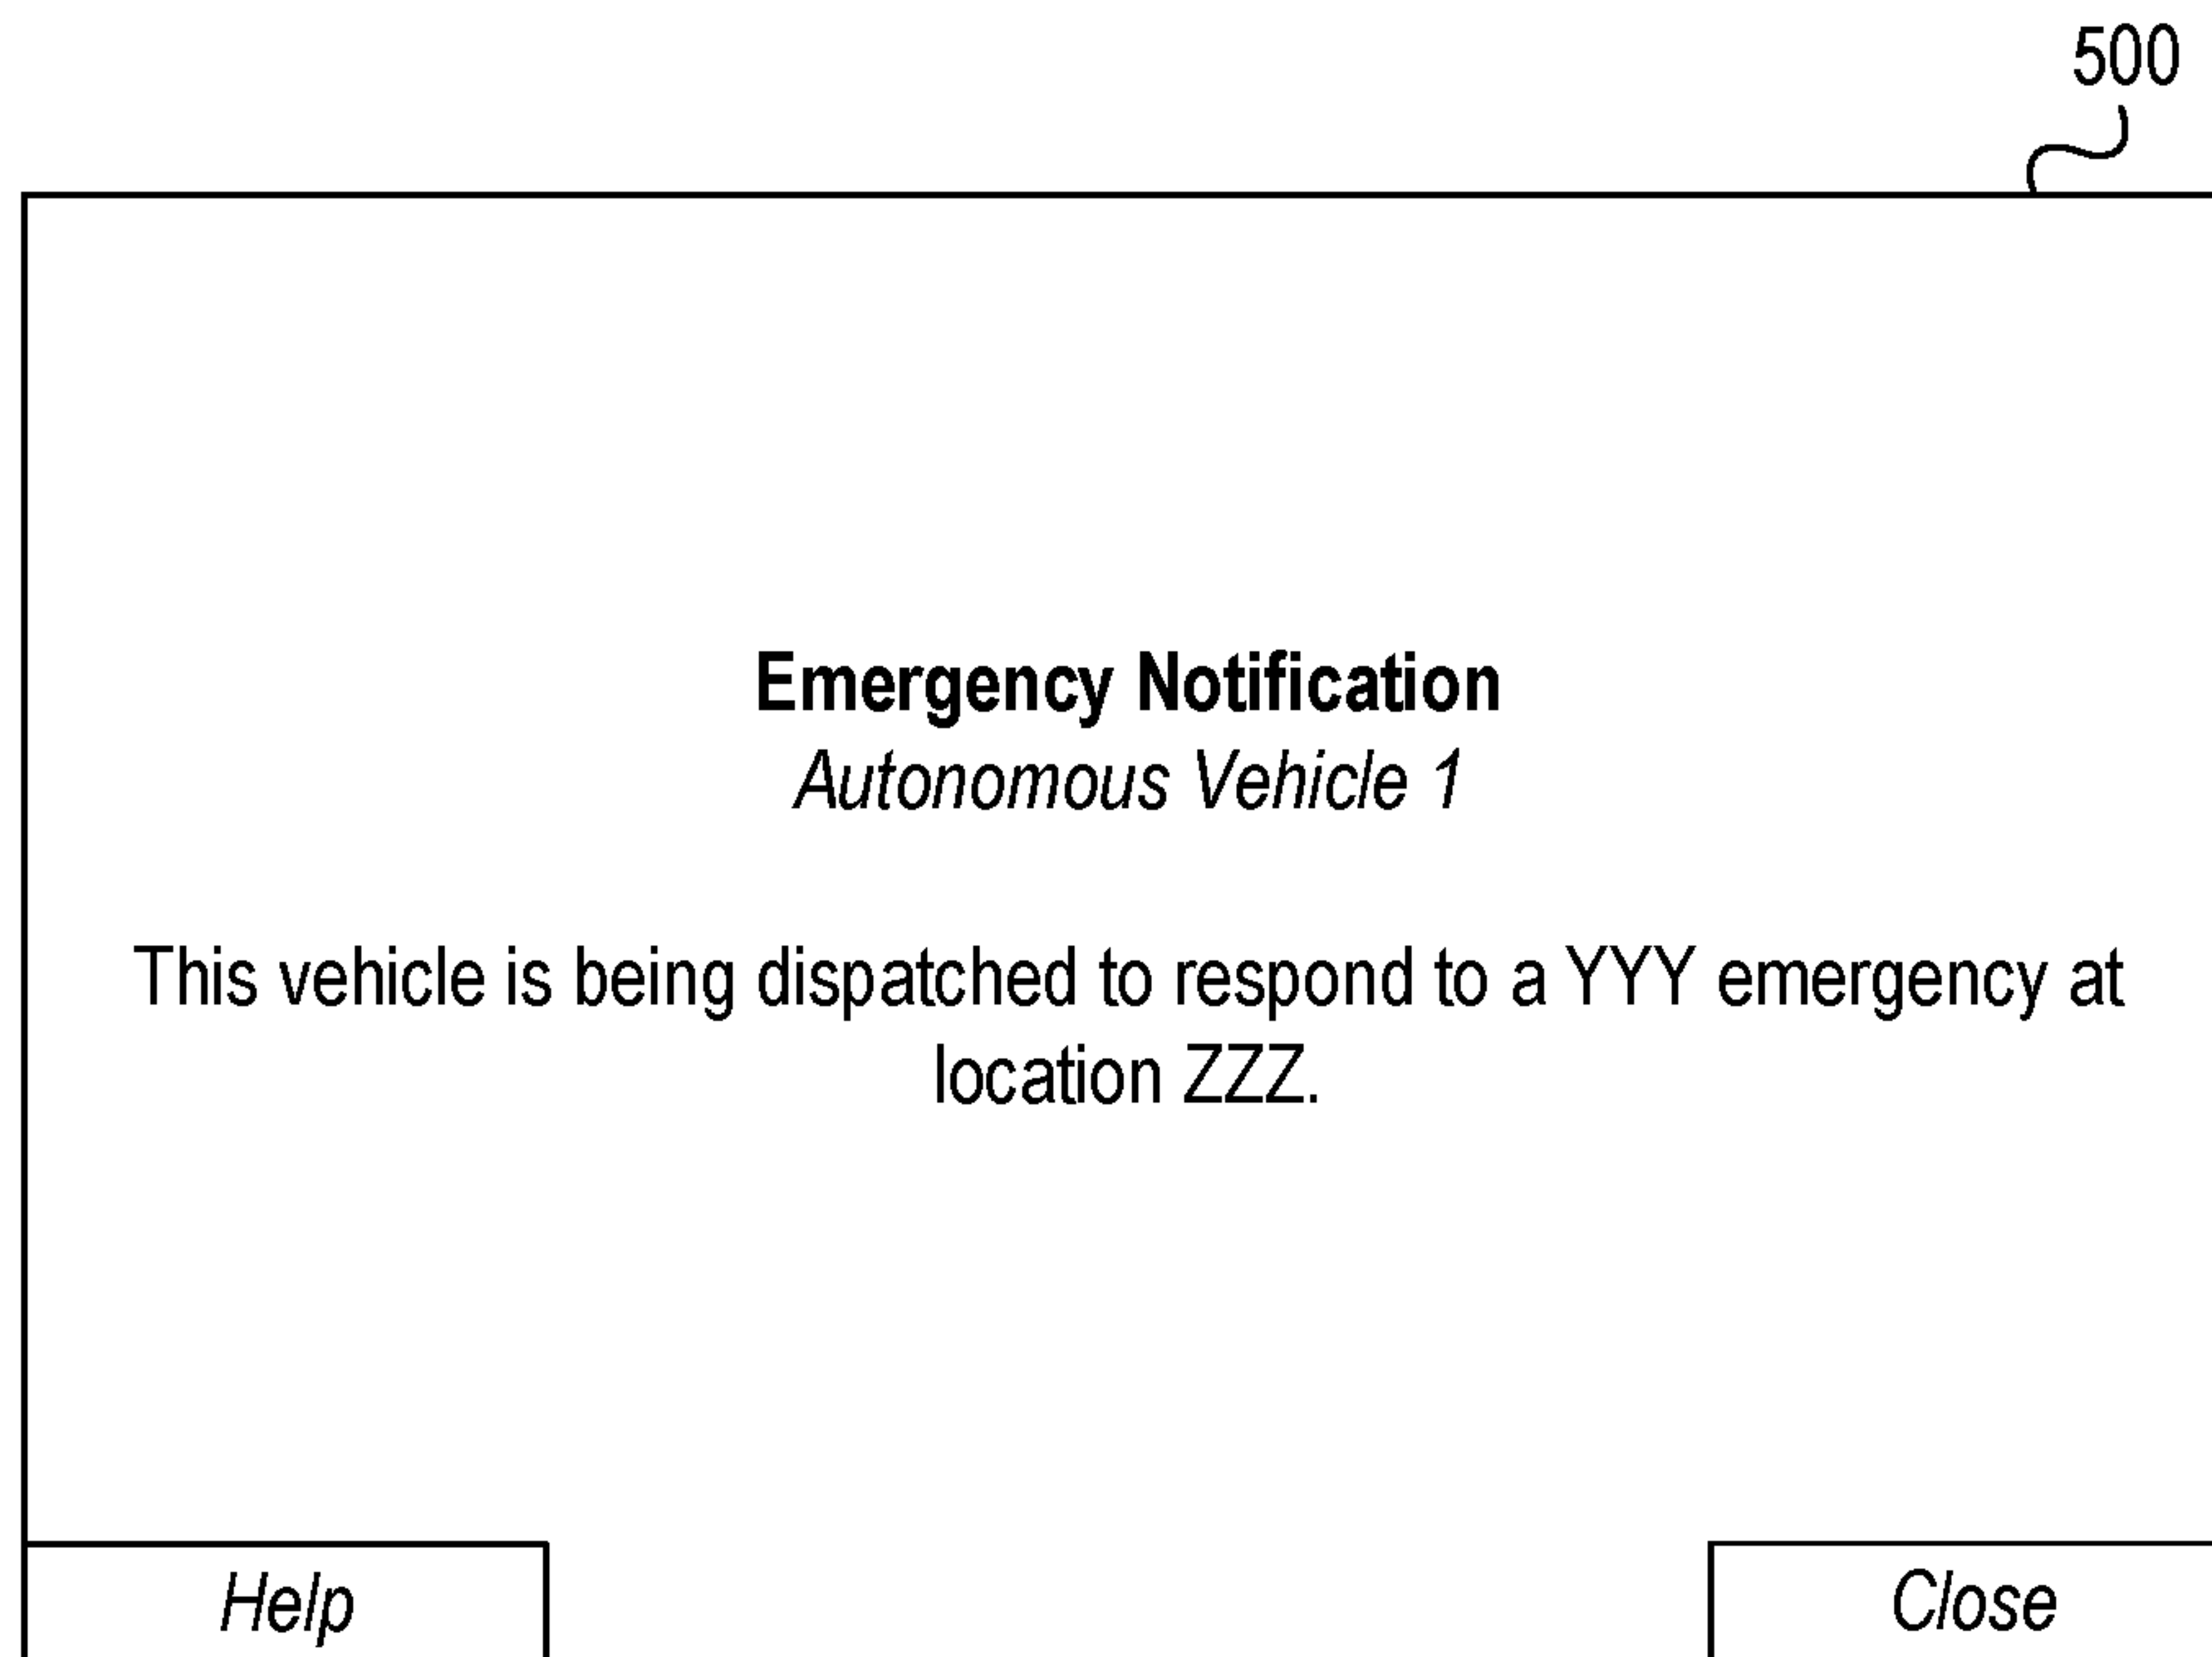 500
Emergency Notification
Autonomous Vehicle 1
This vehicle is being dispatched to respond to a YYY emergency at
location ZZZ.
Help
Close